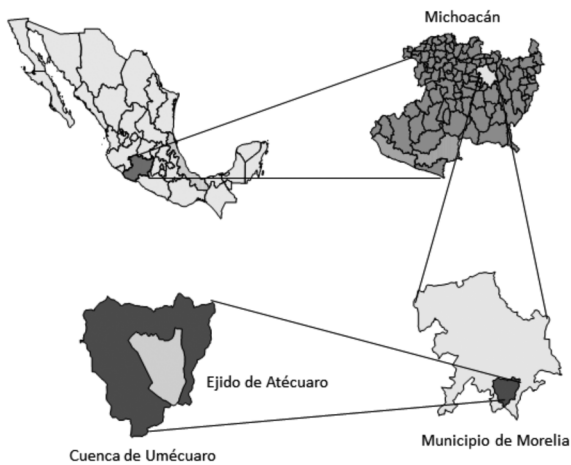 Michoacán
Ejido de Atécuaro
Cuenca de Umécuaro
Municipio de Morelia